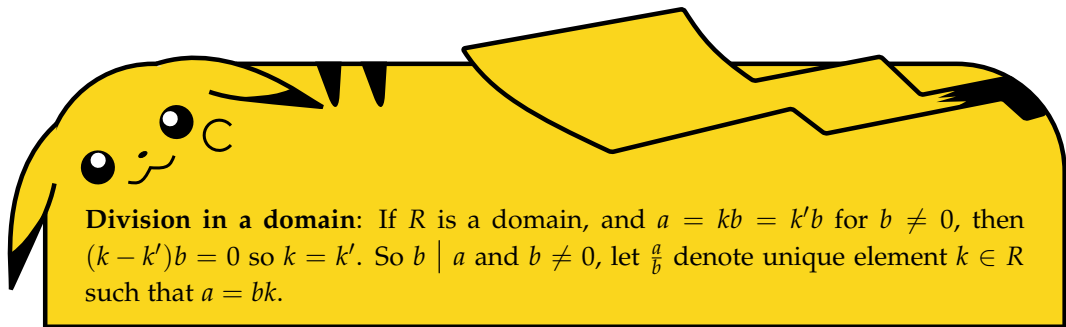 Division in a domain: If R is a domain, and a = kb = k′b for b ≠ 0, then
(k − k′)b = 0 so k = k′. So b | a and b ≠ 0, let a/b denote unique element k ∈ R
such that a = bk.